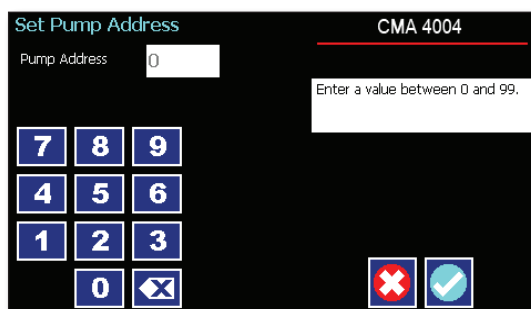 Set Pump Address
CMA 4004
Pump Address
0
Enter a value between 0 and 99.
7 8 9
4 5 6
1 2 3
0